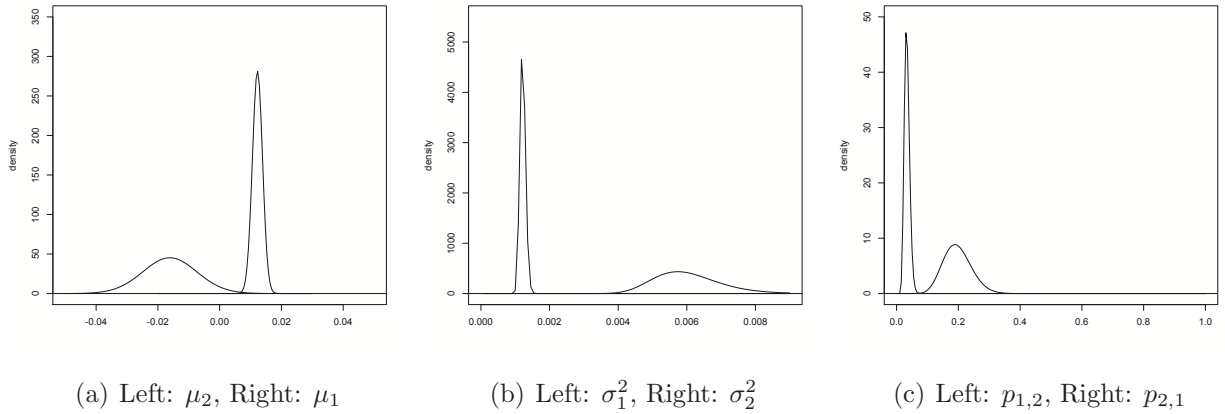 350
300
250
200
150
100
50
0
density
-0.04 -0.02 0.00 0.02 0.04
5000
4000
3000
2000
1000
0
density
0.000 0.002 0.004 0.006 0.008
50
40
30
20
10
0
density
0.0 0.2 0.4 0.6 0.8 1.0
(a) Left: μ₂, Right: μ₁
(b) Left: σ₁², Right: σ₂²
(c) Left: p₁,₂, Right: p₂,₁